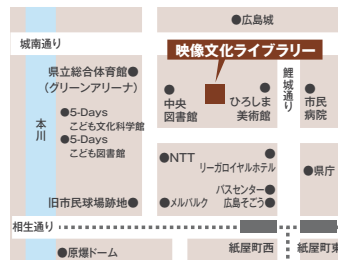 ●広島城
城南通り
映像文化ライブラリー
県立総合体育館●
(グリーンアリーナ)
●5-Days
こども文化科学館
●5-Days
こども図書館
本川
中央
図書館
ひろしま
美術館
鯉城通り
市民
病院
●NTT
リーガロイヤルホテル
●県庁
バスセンター●
旧市民球場跡地●
●メルパルク
広島そごう●
相生通り
●原爆ドーム
紙屋町西
紙屋町東